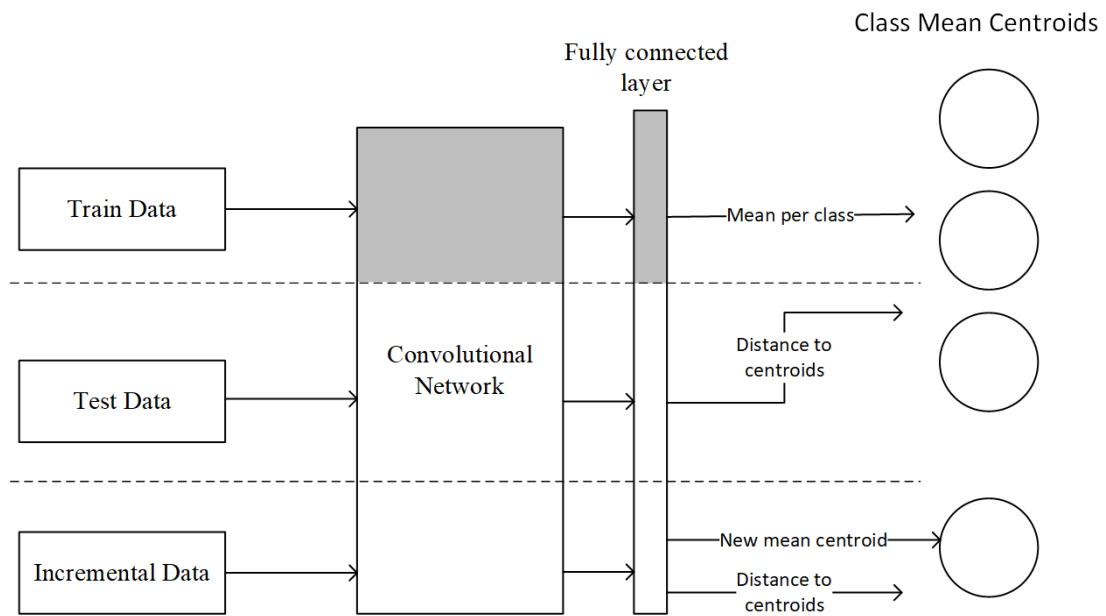 Class Mean Centroids
Fully connected
layer
Train Data
Mean per class
Convolutional
Network
Test Data
Distance to
centroids
Incremental Data
New mean centroid
Distance to
centroids